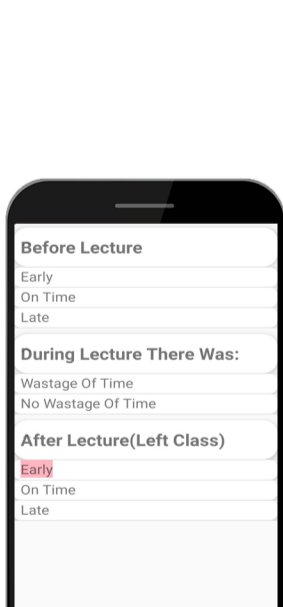 Before Lecture
Early
On Time
Late
During Lecture There Was:
Wastage Of Time
No Wastage Of Time
After Lecture(Left Class)
Early
On Time
Late